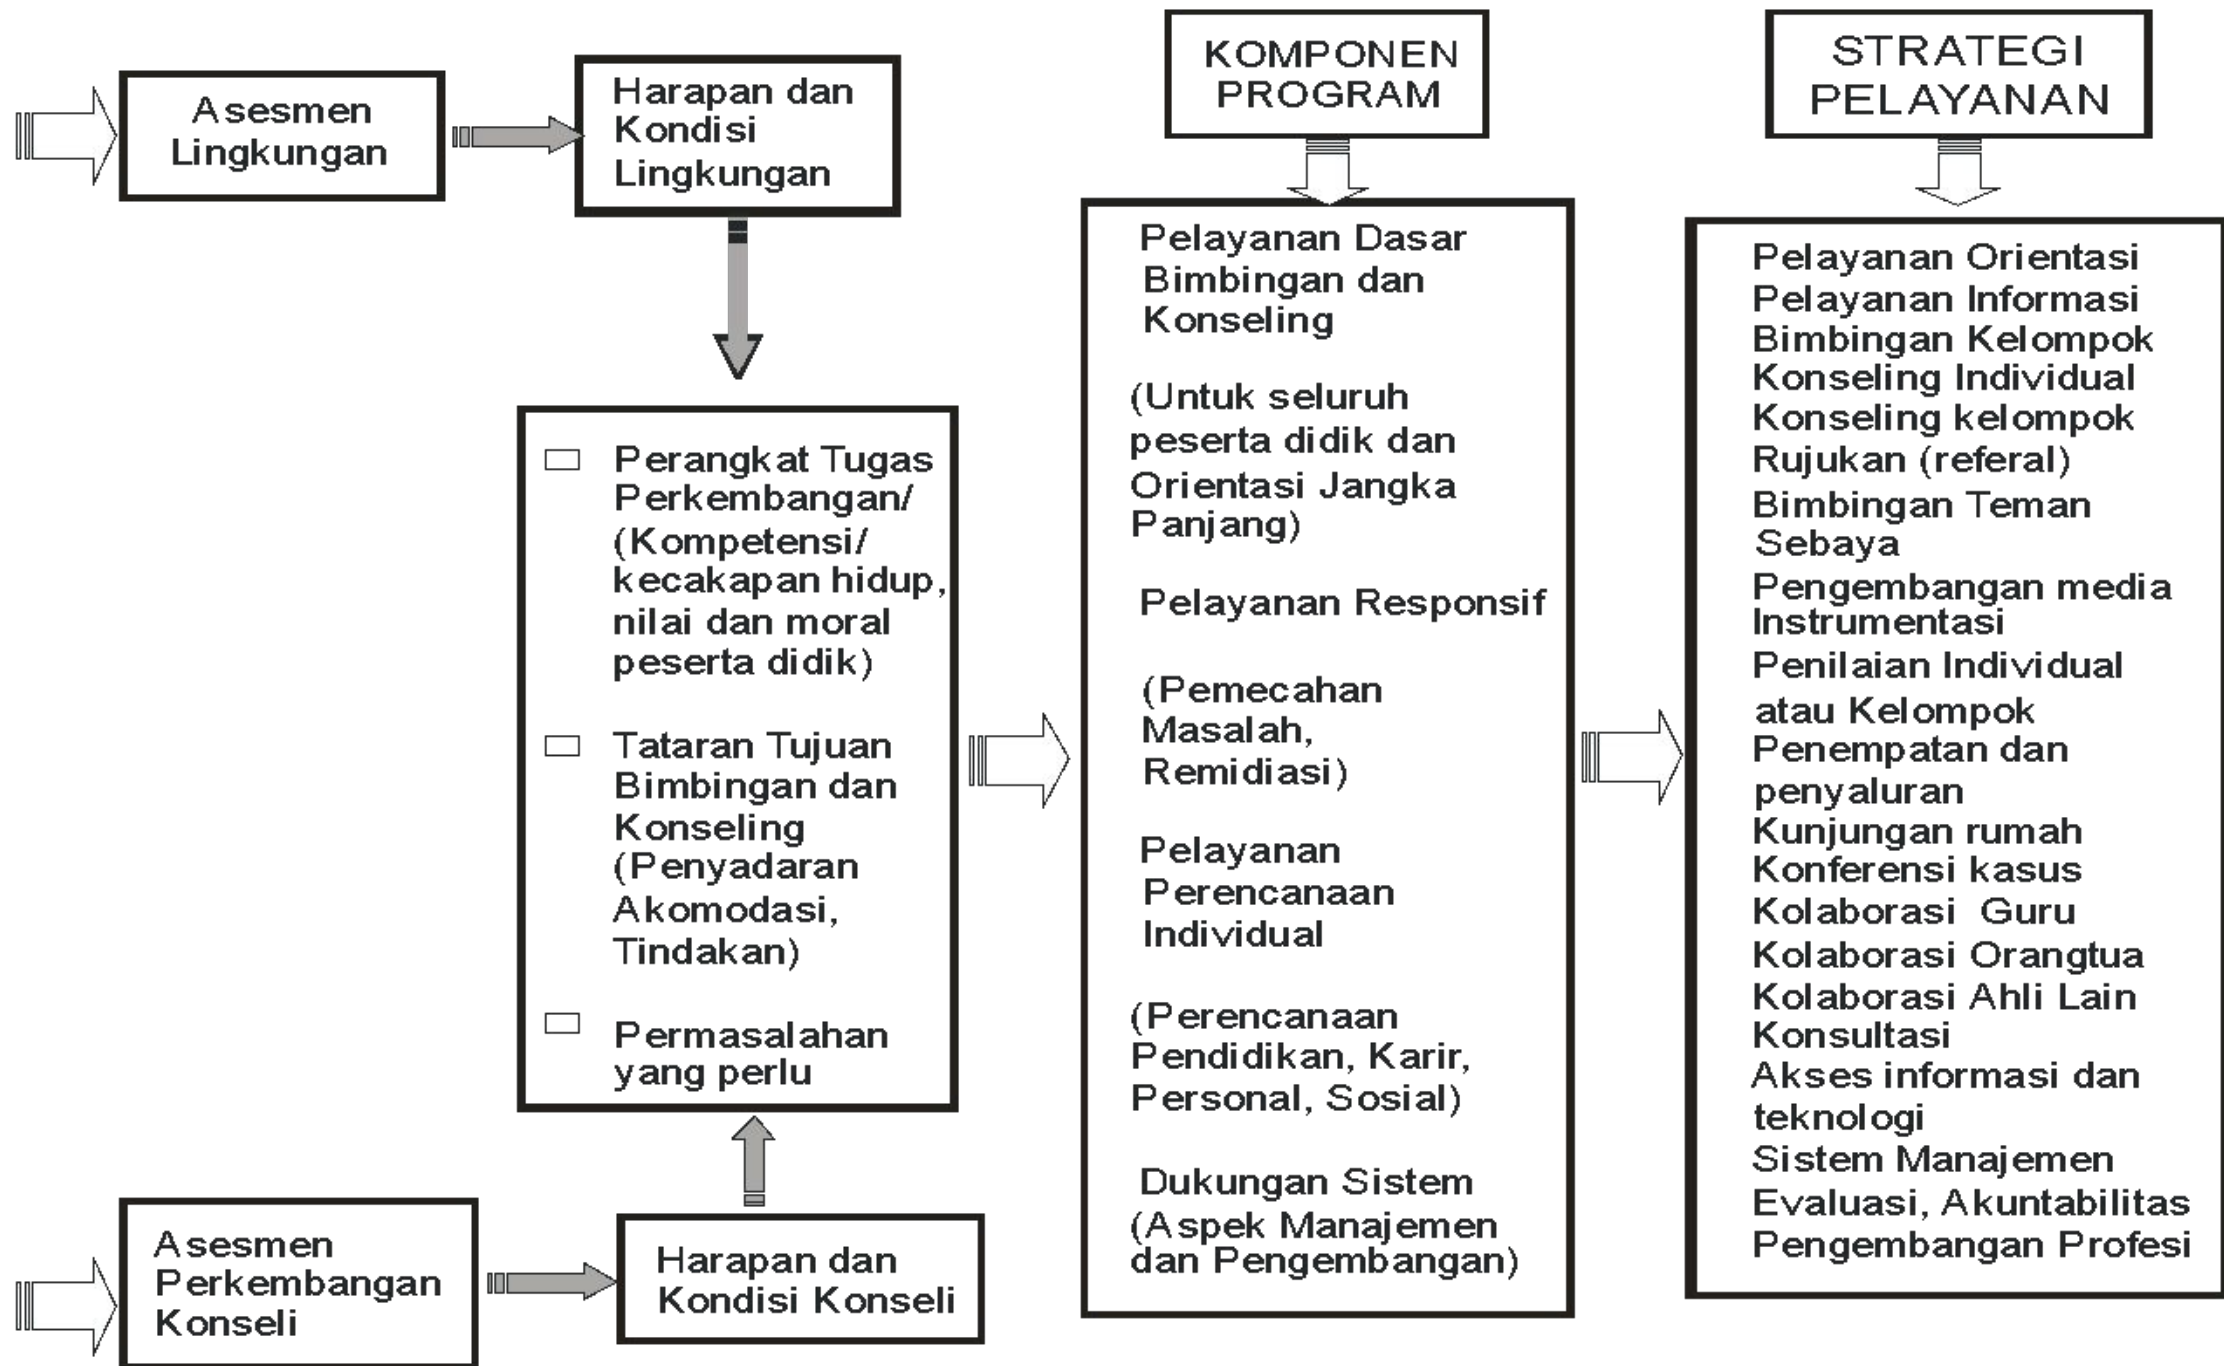 Asesmen
Lingkungan
Harapan dan
Kondisi
Lingkungan
Perangkat Tugas
Perkembangan/
(Kompetensi/
kecakapan hidup,
nilai dan moral
peserta didik)
Tataran Tujuan
Bimbingan dan
Konseling
(Penyadaran
Akomodasi,
Tindakan)
Permasalahan
yang perlu
Asesmen
Perkembangan
Konseli
Harapan dan
Kondisi Konseli
KOMPONEN
PROGRAM
Pelayanan Dasar
Bimbingan dan
Konseling
(Untuk seluruh
peserta didik dan
Orientasi Jangka
Panjang)
Pelayanan Responsif
(Pemecahan
Masalah,
Remidiasi)
Pelayanan
Perencanaan
Individual
(Perencanaan
Pendidikan, Karir,
Personal, Sosial)
Dukungan Sistem
(Aspek Manajemen
dan Pengembangan)
STRATEGI
PELAYANAN
Pelayanan Orientasi
Pelayanan Informasi
Bimbingan Kelompok
Konseling Individual
Konseling kelompok
Rujukan (referal)
Bimbingan Teman
Sebaya
Pengembangan media
Instrumentasi
Penilaian Individual
atau Kelompok
Penempatan dan
penyaluran
Kunjungan rumah
Konferensi kasus
Kolaborasi Guru
Kolaborasi Orangtua
Kolaborasi Ahli Lain
Konsultasi
Akses informasi dan
teknologi
Sistem Manajemen
Evaluasi, Akuntabilitas
Pengembangan Profesi